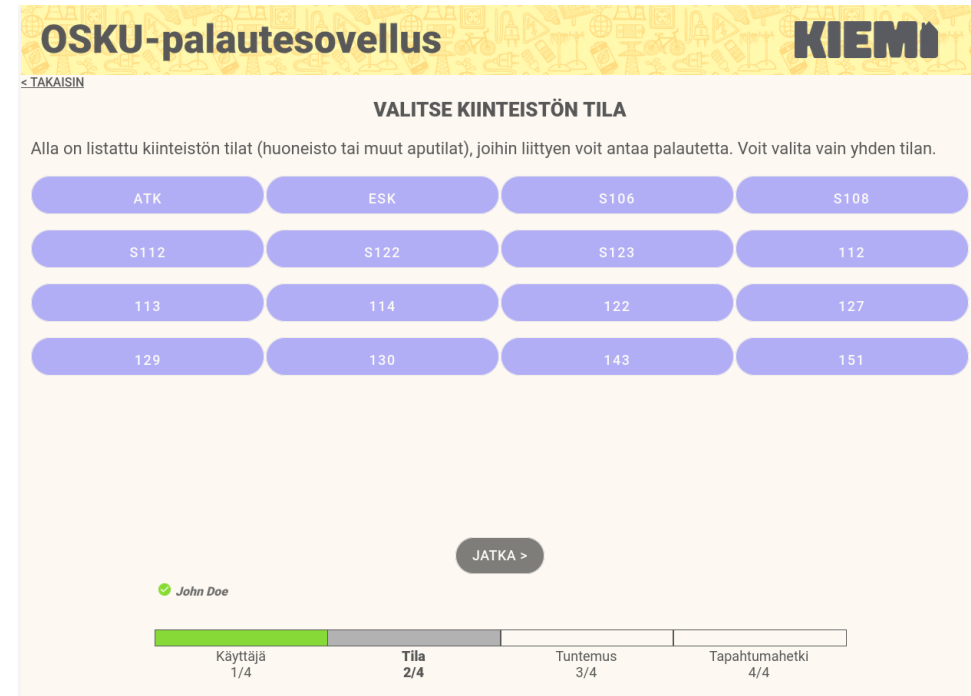 OSKU-palautesovellus
KIEMI
< TAKAISIN
VALITSE KIINTEISTÖN TILA
Alla on listattu kiinteistön tilat (huoneisto tai muut aputilat), joihin liittyen voit antaa palautetta. Voit valita vain yhden tilan.
ATK ESK S106 S108
S112 S122 S123 112
113 114 122 127
129 130 143 151
JATKA >
John Doe
Käyttäjä Tila Tuntemus Tapahtumahetki
1/4 2/4 3/4 4/4